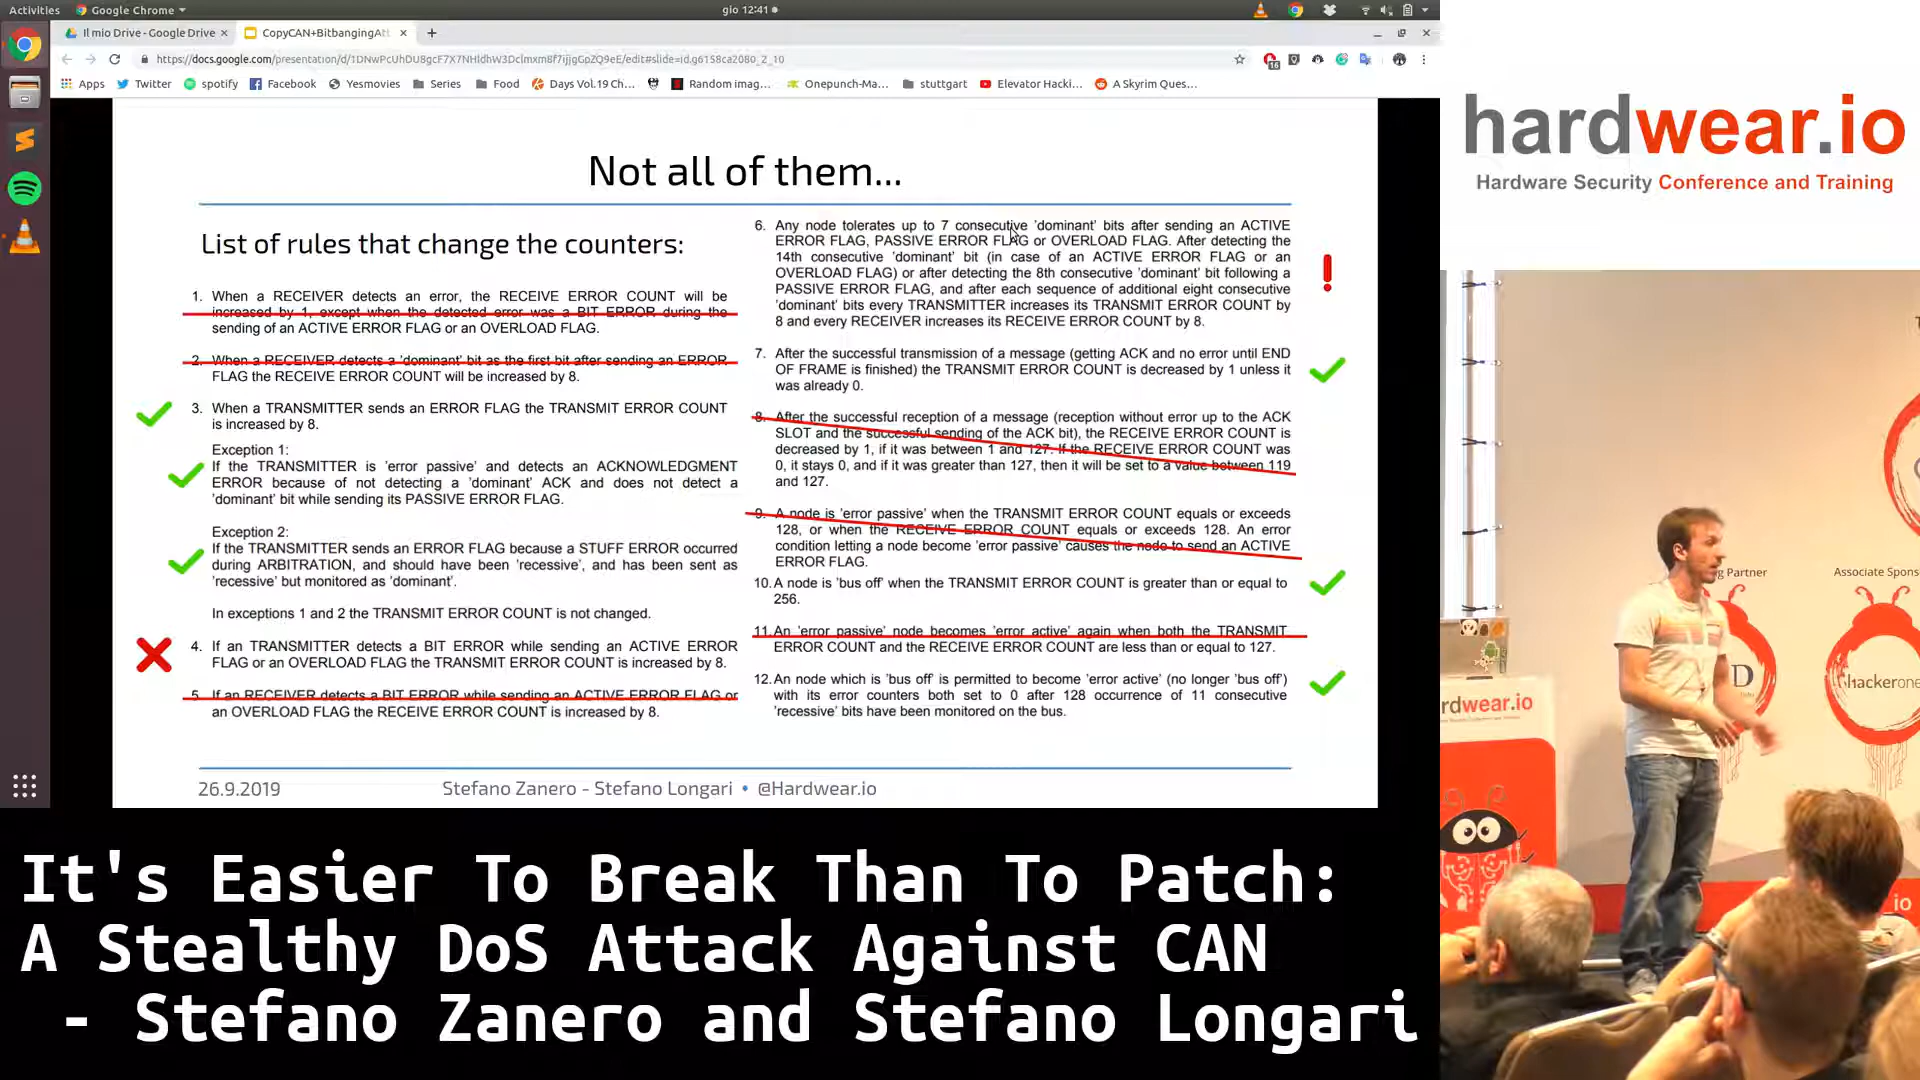 Activities
Google Chrome
gio 12:41
Il mio Drive - Google Drive
CopyCAN+BitbangingAt
https://docs.google.com/presentation/d/1DNwPcUhDU8gcF7X7NHldhW3Dclmxm8f7ijjgGoZQ9eE/edit#slide=id.g6158ca2080_2_10
16
Apps
Twitter
spotify
Facebook
Yesmovies
Series
Food
Days Vol.19 Ch...
Random imag...
Onepunch-Ma...
stuttgart
Elevator Hacki...
A Skyrim Ques...
Not all of them...
List of rules that change the counters:
1. When a RECEIVER detects an error, the RECEIVE ERROR COUNT will be
increased by 1, except when the detected error was a BIT ERROR during the
sending of an ACTIVE ERROR FLAG or an OVERLOAD FLAG.
2. When a RECEIVER detects a 'dominant' bit as the first bit after sending an ERROR
FLAG the RECEIVE ERROR COUNT will be increased by 8.
3. When a TRANSMITTER sends an ERROR FLAG the TRANSMIT ERROR COUNT
is increased by 8.
Exception 1:
If the TRANSMITTER is 'error passive' and detects an ACKNOWLEDGMENT
ERROR because of not detecting a 'dominant' ACK and does not detect a
'dominant' bit while sending its PASSIVE ERROR FLAG.
Exception 2:
If the TRANSMITTER sends an ERROR FLAG because a STUFF ERROR occurred
during ARBITRATION, and should have been 'recessive', and has been sent as
'recessive' but monitored as 'dominant'.
In exceptions 1 and 2 the TRANSMIT ERROR COUNT is not changed.
4. If an TRANSMITTER detects a BIT ERROR while sending an ACTIVE ERROR
FLAG or an OVERLOAD FLAG the TRANSMIT ERROR COUNT is increased by 8.
5. If an RECEIVER detects a BIT ERROR while sending an ACTIVE ERROR FLAG or
an OVERLOAD FLAG the RECEIVE ERROR COUNT is increased by 8.
6. Any node tolerates up to 7 consecutive 'dominant' bits after sending an ACTIVE
ERROR FLAG, PASSIVE ERROR FLAG or OVERLOAD FLAG. After detecting the
14th consecutive 'dominant' bit (in case of an ACTIVE ERROR FLAG or an
OVERLOAD FLAG) or after detecting the 8th consecutive 'dominant' bit following a
PASSIVE ERROR FLAG, and after each sequence of additional eight consecutive
'dominant' bits every TRANSMITTER increases its TRANSMIT ERROR COUNT by
8 and every RECEIVER increases its RECEIVE ERROR COUNT by 8.
7. After the successful transmission of a message (getting ACK and no error until END
OF FRAME is finished) the TRANSMIT ERROR COUNT is decreased by 1 unless it
was already 0.
8. After the successful reception of a message (reception without error up to the ACK
SLOT and the successful sending of the ACK bit), the RECEIVE ERROR COUNT is
decreased by 1, if it was between 1 and 127. If the RECEIVE ERROR COUNT was
0, it stays 0, and if it was greater than 127, then it will be set to a value between 119
and 127.
9. A node is 'error passive' when the TRANSMIT ERROR COUNT equals or exceeds
128, or when the RECEIVE ERROR COUNT equals or exceeds 128. An error
condition letting a node become 'error passive' causes the node to send an ACTIVE
ERROR FLAG.
10. A node is 'bus off' when the TRANSMIT ERROR COUNT is greater than or equal to
256.
11. An 'error passive' node becomes 'error active' again when both the TRANSMIT
ERROR COUNT and the RECEIVE ERROR COUNT are less than or equal to 127.
12. An node which is 'bus off' is permitted to become 'error active' (no longer 'bus off')
with its error counters both set to 0 after 128 occurrence of 11 consecutive
'recessive' bits have been monitored on the bus.
26.9.2019
Stefano Zanero - Stefano Longari • @Hardwear.io
hardwear.io
Hardware Security Conference and Training
g Partner
Associate Spons
D
hackerone
rdwear.io
io
It's Easier To Break Than To Patch:
A Stealthy DoS Attack Against CAN
- Stefano Zanero and Stefano Longari